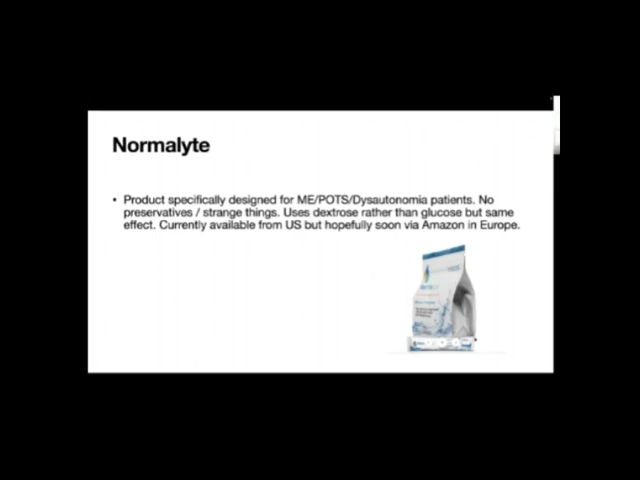 Normalyte
• Product specifically designed for ME/POTS/Dysautonomia patients. No
preservatives / strange things. Uses dextrose rather than glucose but same
effect. Currently available from US but hopefully soon via Amazon in Europe.